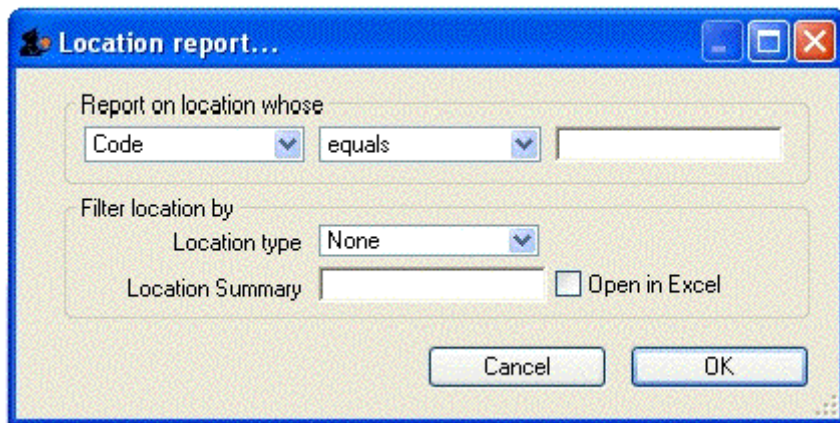 Location report...
Report on location whose
Code equals
Filter location by
Location type None
Location Summary Open in Excel
Cancel OK